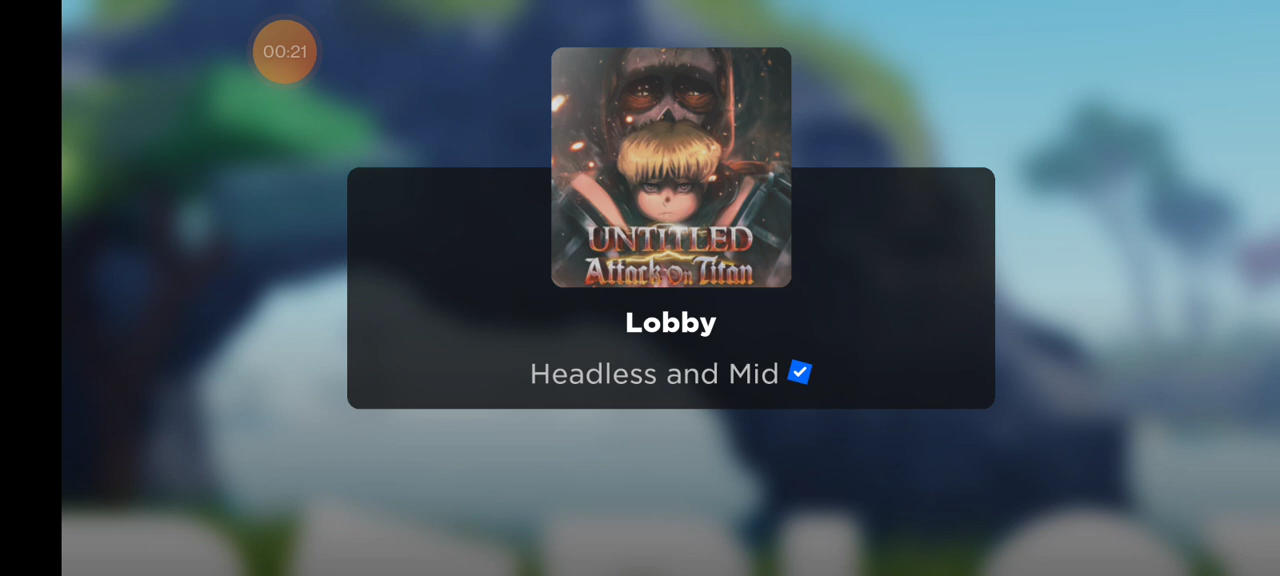 00:21
UNTITLED
Attack On Titan
Lobby
Headless and Mid